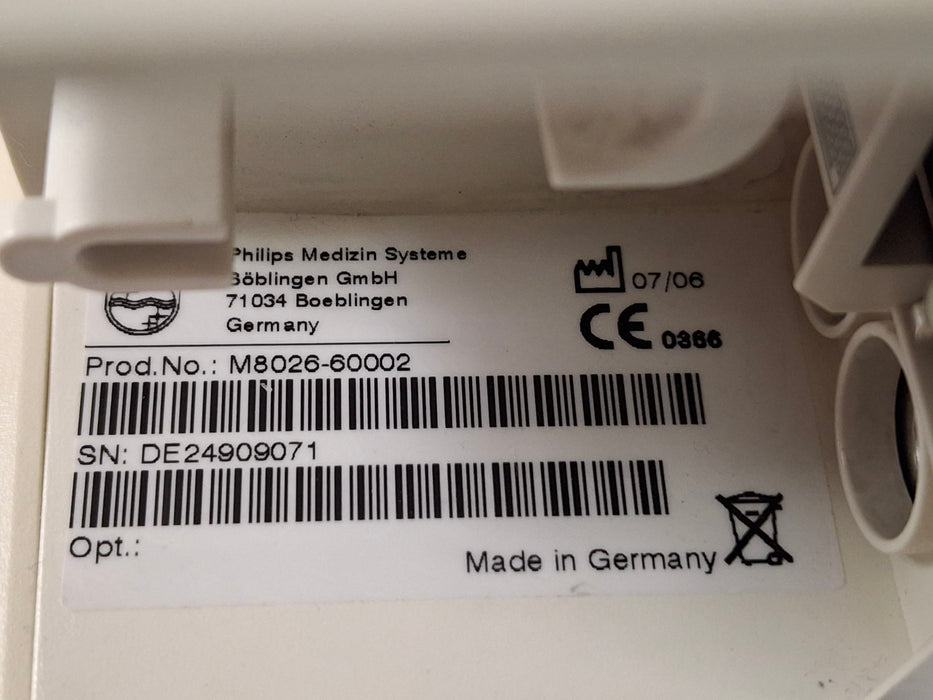 Philips Medizin Systeme
Böblingen GmbH
71034 Boeblingen
Germany
07/06
CE 0366
Prod.No.: M8026-60002
SN: DE24909071
Opt.:
Made in Germany